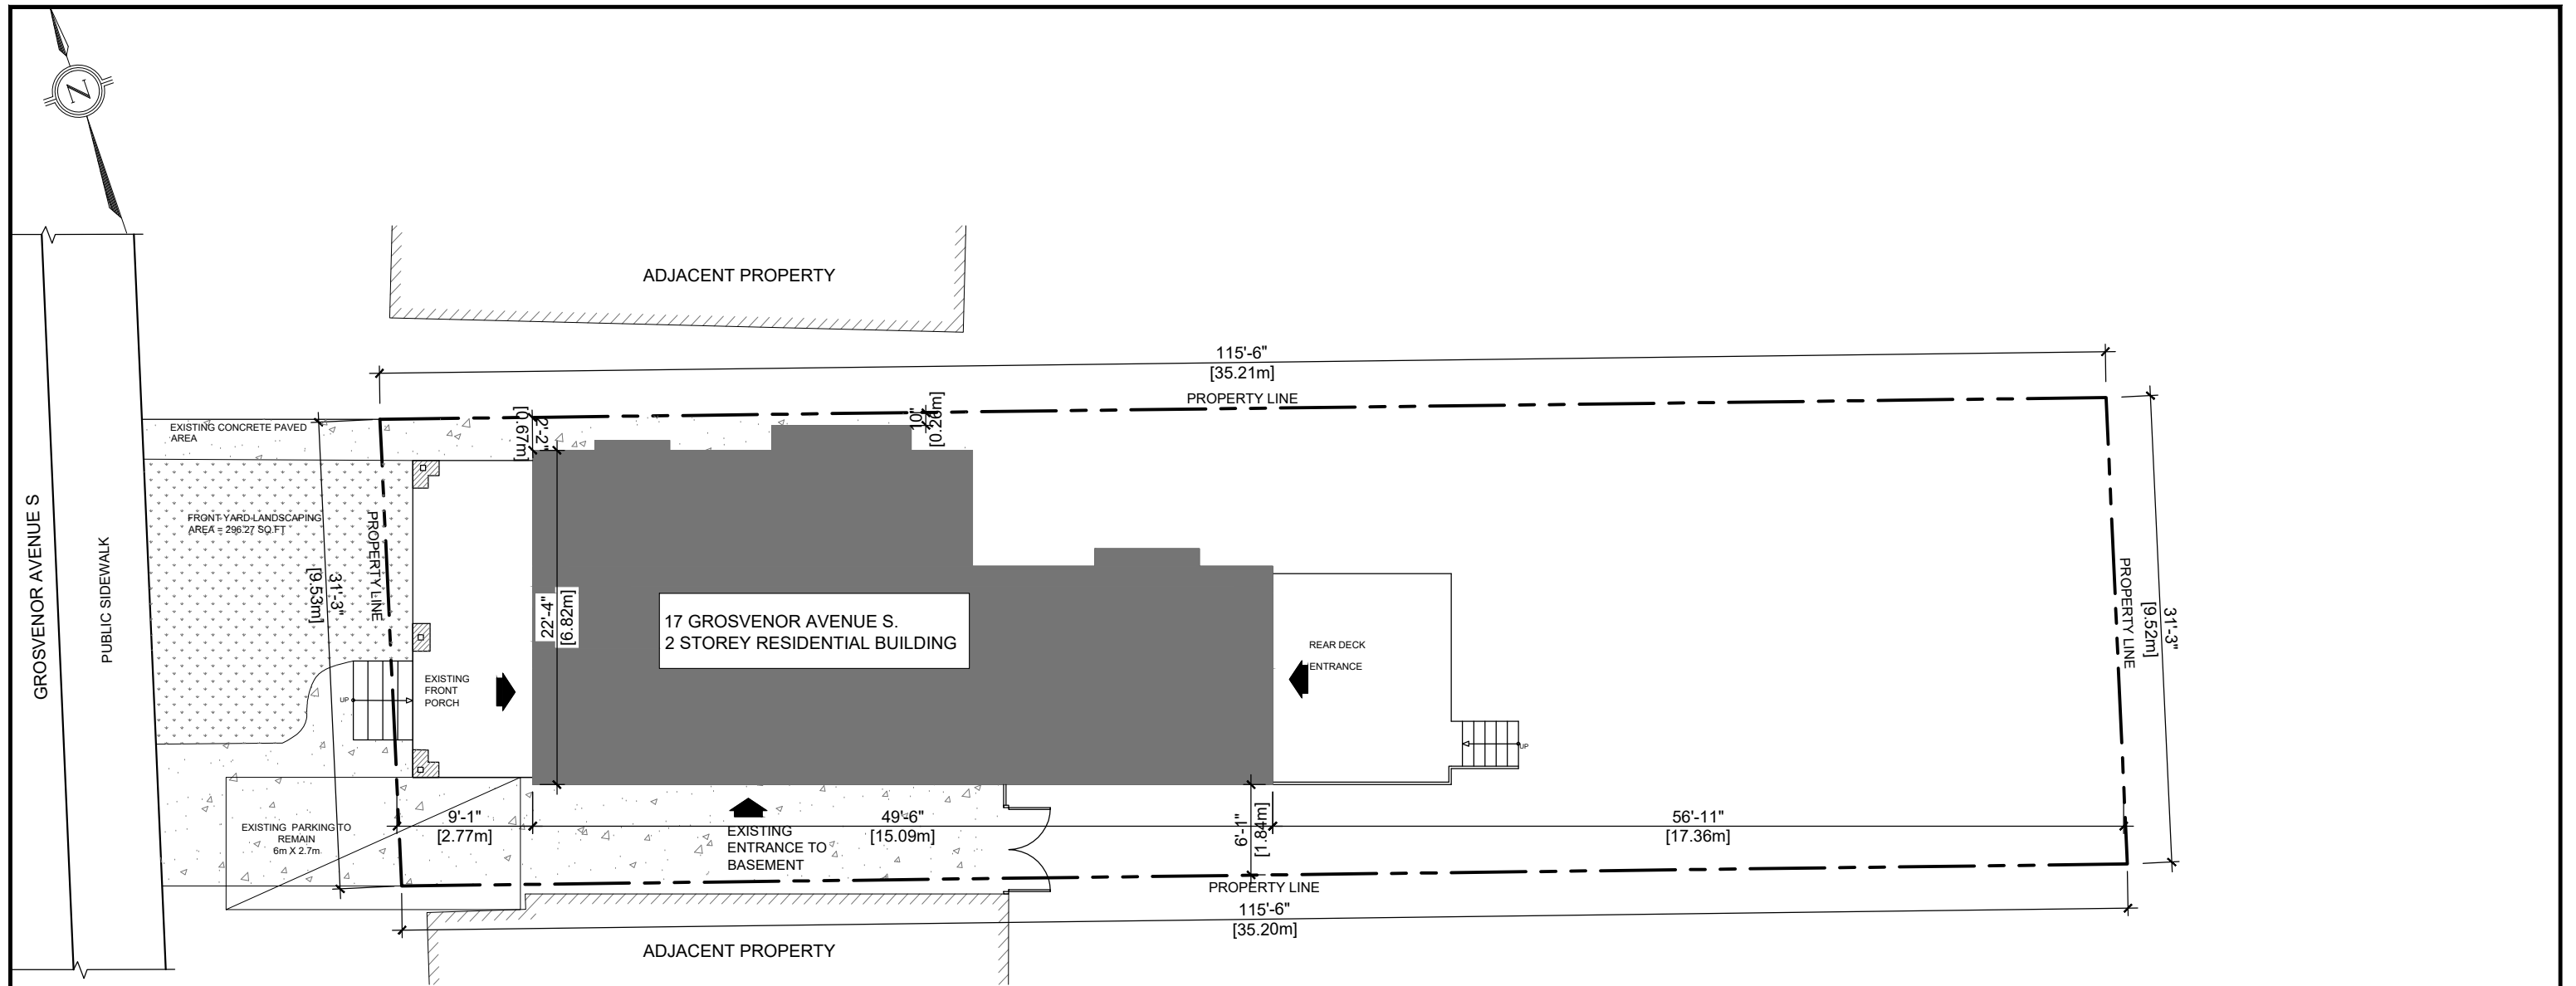 N
ADJACENT PROPERTY
115'-6"
[35.21m]
PROPERTY LINE
EXISTING CONCRETE PAVED
AREA
2'-2"
[0.67m]
10"
[0.26m]
FRONT YARD LANDSCAPING
AREA = 296.27 SQ.FT
PROPERTY LINE
31'-3"
[9.53m]
GROSVENOR AVENUE S
PUBLIC SIDEWALK
22'-4"
[6.82m]
17 GROSVENOR AVENUE S.
2 STOREY RESIDENTIAL BUILDING
REAR DECK
ENTRANCE
PROPERTY LINE
31'-3"
[9.52m]
EXISTING
FRONT
PORCH
UP
UP
EXISTING PARKING TO
REMAIN
6m X 2.7m
9'-1"
[2.77m]
EXISTING
ENTRANCE TO
BASEMENT
49'-6"
[15.09m]
6'-1"
[1.84m]
56'-11"
[17.36m]
PROPERTY LINE
115'-6"
[35.20m]
ADJACENT PROPERTY